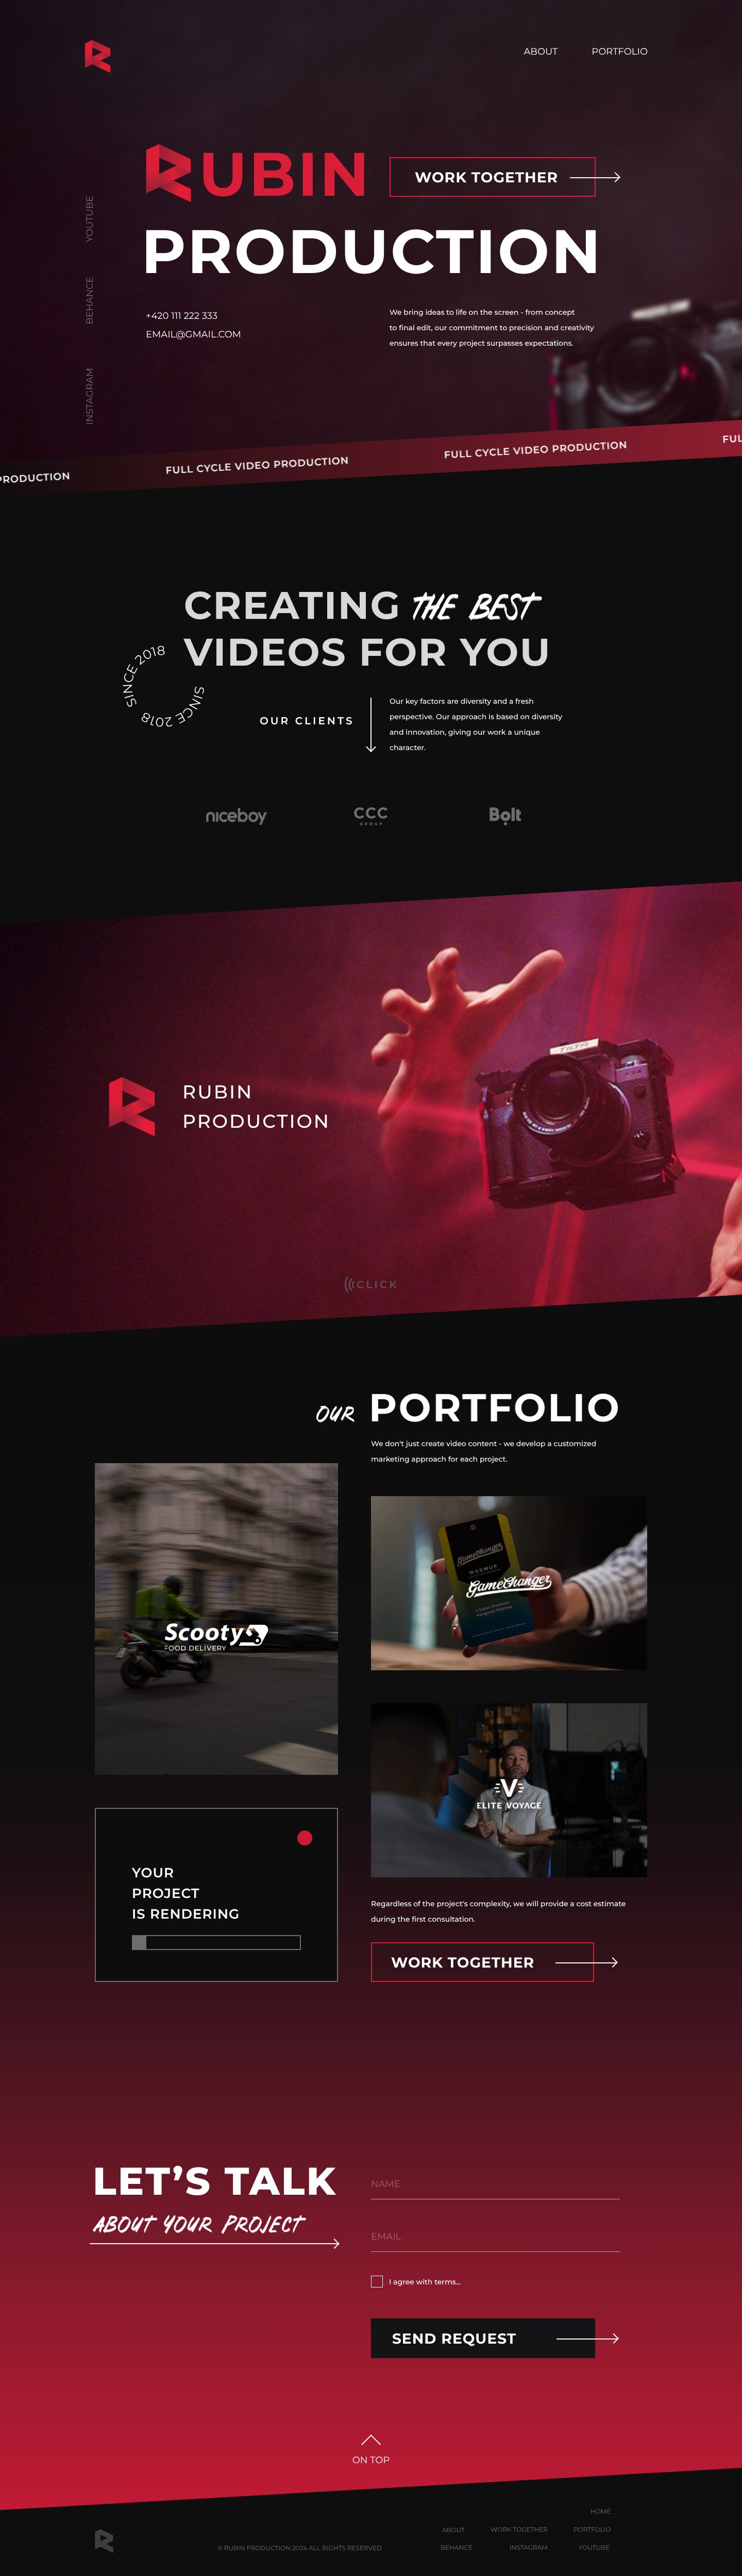 ABOUT PORTFOLIO
RUBIN
WORK TOGETHER
PRODUCTION
YOUTUBE
BEHANCE
INSTAGRAM
+420 111 222 333
EMAIL@GMAIL.COM
We bring ideas to life on the screen - from concept
to final edit, our commitment to precision and creativity
ensures that every project surpasses expectations.
PRODUCTION FULL CYCLE VIDEO PRODUCTION FULL CYCLE VIDEO PRODUCTION FUL
CREATING THE BEST
VIDEOS FOR YOU
SINCE 2018 SINCE 2018
OUR CLIENTS
Our key factors are diversity and a fresh
perspective. Our approach is based on diversity
and innovation, giving our work a unique
character.
niceboy
CCC
GROUP
Bolt
RUBIN
PRODUCTION
CLICK
OUR PORTFOLIO
We don't just create video content - we develop a customized
marketing approach for each project.
Scooty
FOOD DELIVERY
GameChanger
WARMUP
GameChanger
V
ELITE VOYAGE
YOUR
PROJECT
IS RENDERING
Regardless of the project's complexity, we will provide a cost estimate
during the first consultation.
WORK TOGETHER
LET’S TALK
ABOUT YOUR PROJECT
NAME
EMAIL
I agree with terms...
SEND REQUEST
ON TOP
HOME
ABOUT WORK TOGETHER PORTFOLIO
© RUBIN PRODUCTION 2024 ALL RIGHTS RESERVED
BEHANCE INSTAGRAM YOUTUBE